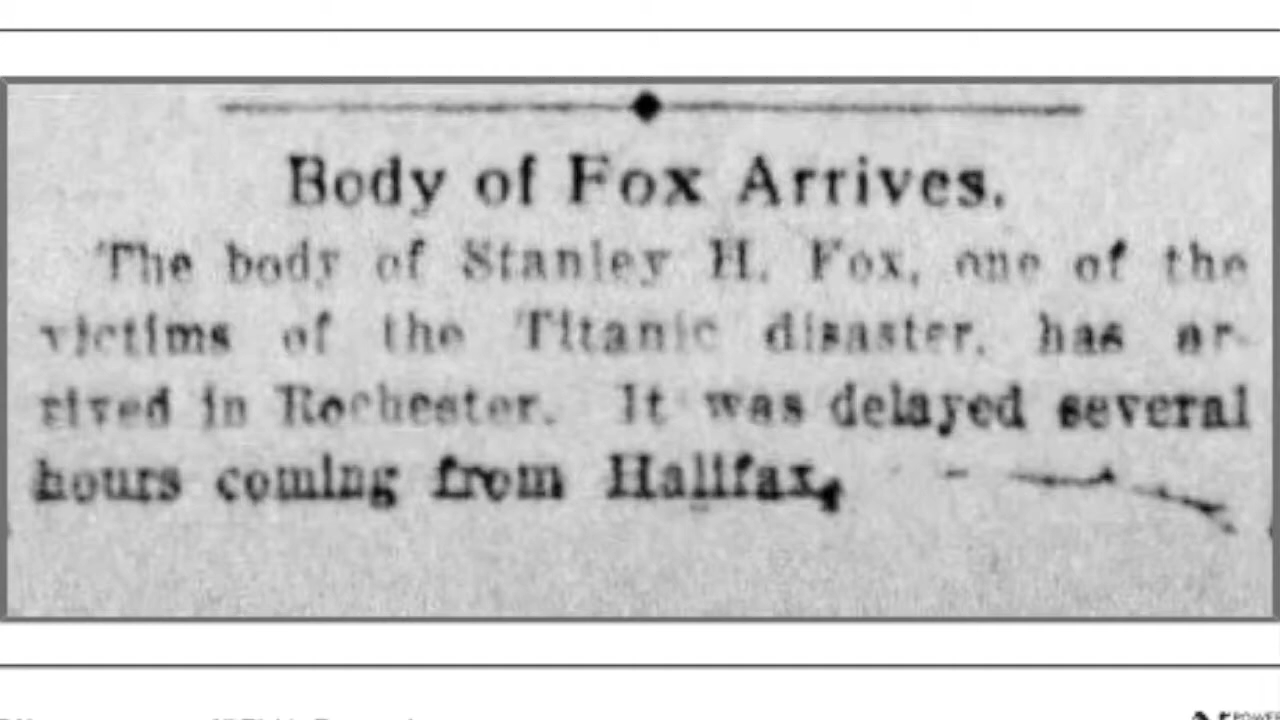 Body of Fox Arrives.
The body of Stanley H. Fox, one of the
victims of the Titanic disaster, has ar-
rived in Rochester. It was delayed several
hours coming from Halifax.